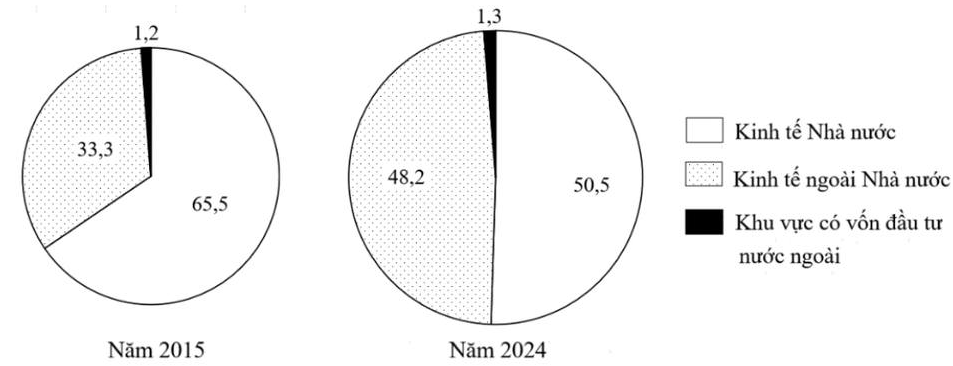 1,2
33,3
65,5
Năm 2015
1,3
48,2
50,5
Năm 2024
Kinh tế Nhà nước
Kinh tế ngoài Nhà nước
Khu vực có vốn đầu tư
nước ngoài